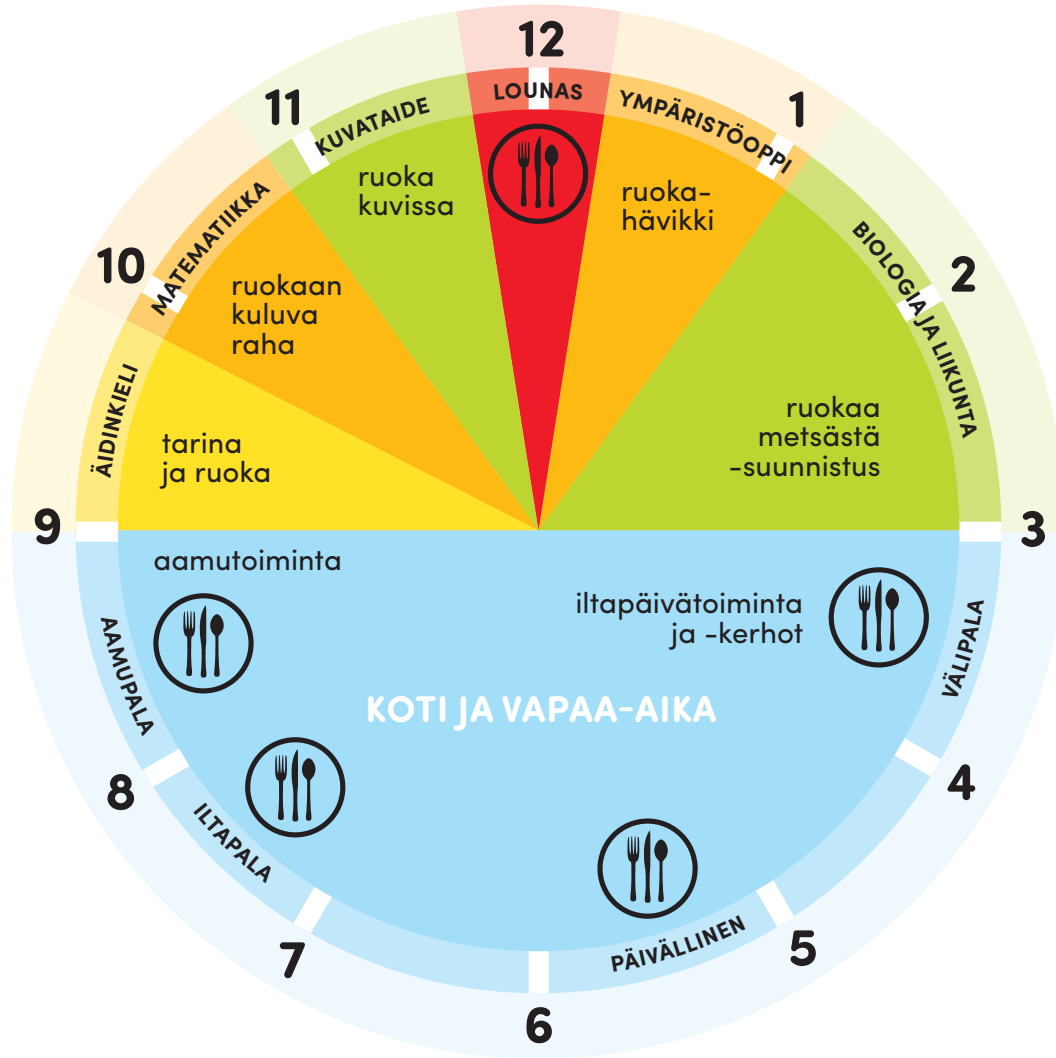 12
LOUNAS
YMPÄRISTÖOPPI
ruoka-
hävikki
1
BIOLOGIA JA LIIKUNTA
2
ruokaa
metsästä
-suunnistus
3
VÄLIPALA
iltapäivätoiminta
ja -kerhot
4
5
PÄIVÄLLINEN
6
7
ILTAPALA
8
AAMUPALA
aamutoiminta
KOTI JA VAPAA-AIKA
9
ÄIDINKIELI
tarina
ja ruoka
10
MATEMATIIKKA
ruokaan
kuluva
raha
11
KUVATAIDE
ruoka
kuvissa